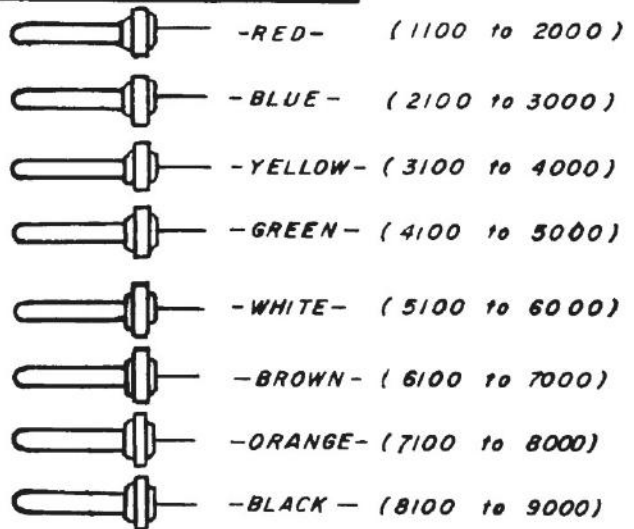 -RED- (1100 to 2000)
-BLUE- (2100 to 3000)
-YELLOW- (3100 to 4000)
-GREEN- (4100 to 5000)
-WHITE- (5100 to 6000)
-BROWN- (6100 to 7000)
-ORANGE- (7100 to 8000)
-BLACK- (8100 to 9000)